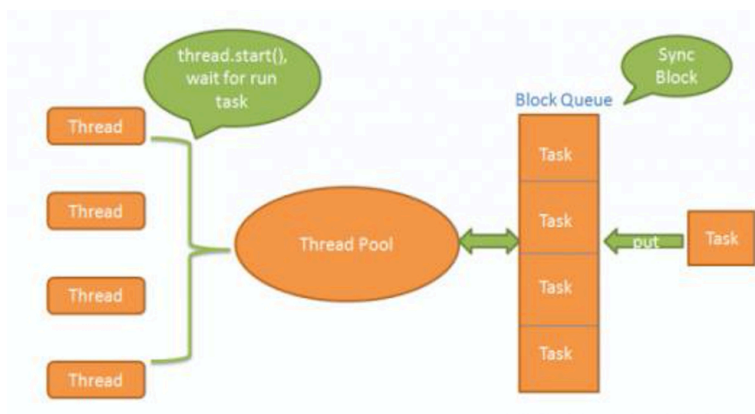 thread.start(),
wait for run
task
Sync
Block
Block Queue
Thread
Thread
Thread
Thread
Thread Pool
Task
Task
Task
Task
put
Task